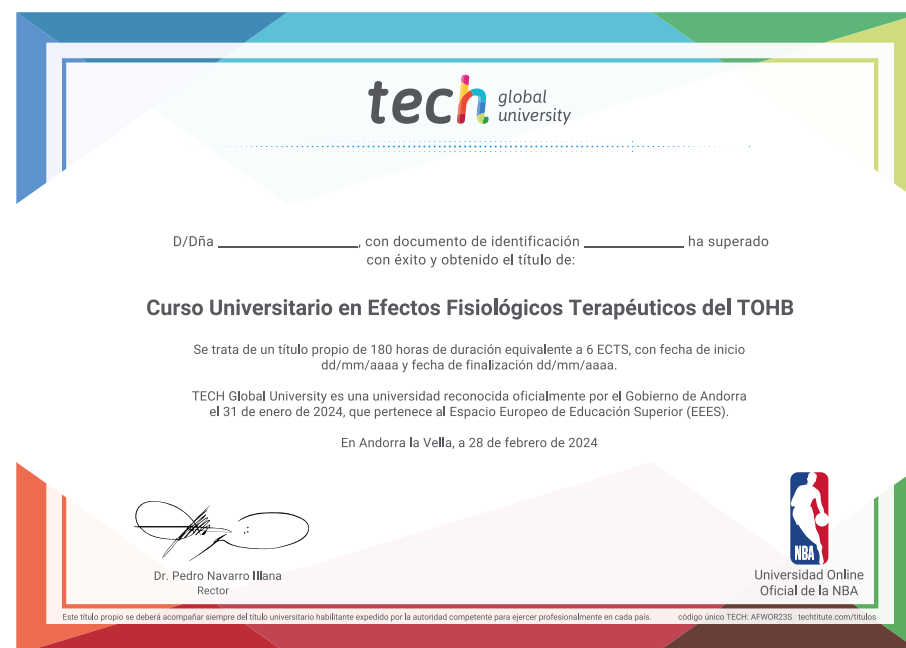 tech global university
D/Dña ____________________, con documento de identificación ______________ ha superado
con éxito y obtenido el título de:
Curso Universitario en Efectos Fisiológicos Terapéuticos del TOHB
Se trata de un título propio de 180 horas de duración equivalente a 6 ECTS, con fecha de inicio
dd/mm/aaaa y fecha de finalización dd/mm/aaaa.
TECH Global University es una universidad reconocida oficialmente por el Gobierno de Andorra
el 31 de enero de 2024, que pertenece al Espacio Europeo de Educación Superior (EEES).
En Andorra la Vella, a 28 de febrero de 2024
Dr. Pedro Navarro Illana
Rector
NBA
Universidad Online
Oficial de la NBA
Este título propio se deberá acompañar siempre del título universitario habilitante expedido por la autoridad competente para ejercer profesionalmente en cada país. código único TECH: AFWOR23S techtitute.com/titulos